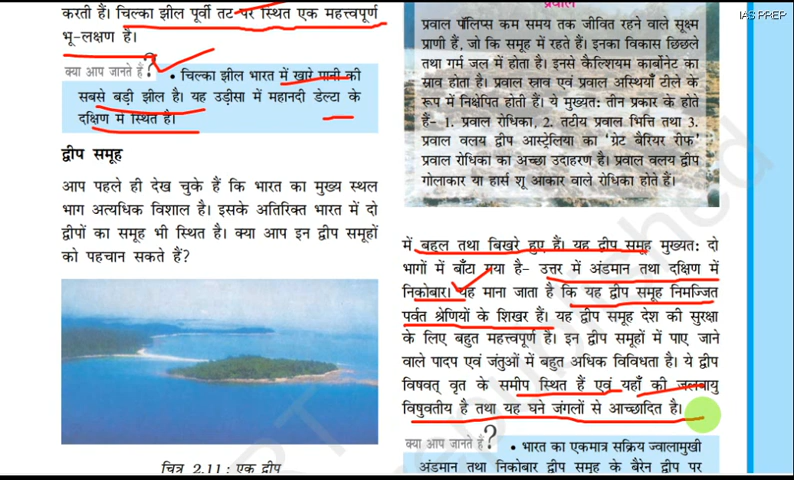 IAS PREP
करती हैं। चिल्का झील पूर्वी तट पर स्थित एक महत्त्वपूर्ण
भू-लक्षण है।
क्या आप जानते हैं? • चिल्का झील भारत में खारे पानी की
सबसे बड़ी झील है। यह उड़ीसा में महानदी डेल्टा के
दक्षिण में स्थित है।
द्वीप समूह
आप पहले ही देख चुके हैं कि भारत का मुख्य स्थल
भाग अत्यधिक विशाल है। इसके अतिरिक्त भारत में दो
द्वीपों का समूह भी स्थित है। क्या आप इन द्वीप समूहों
को पहचान सकते हैं?
चित्र 2.11 : एक द्वीप
प्रवाल
प्रवाल पॉलिप्स कम समय तक जीवित रहने वाले सूक्ष्म
प्राणी हैं, जो कि समूह में रहते हैं। इनका विकास छिछले
तथा गर्म जल में होता है। इनसे कैल्शियम कार्बोनेट का
स्राव होता है। प्रवाल स्राव एवं प्रवाल अस्थियाँ टीले के
रूप में निक्षेपित होती हैं। ये मुख्यत: तीन प्रकार के होते
हैं- 1. प्रवाल रोधिका, 2. तटीय प्रवाल भित्ति तथा 3.
प्रवाल वलय द्वीप आस्ट्रेलिया का ‘ग्रेट बैरियर रीफ’
प्रवाल रोधिका का अच्छा उदाहरण है। प्रवाल वलय द्वीप
गोलाकार या हार्स शू आकार वाले रोधिका होते हैं।
में बहुत तथा बिखरे हुए हैं। यह द्वीप समूह मुख्यत: दो
भागों में बाँटा गया है- उत्तर में अंडमान तथा दक्षिण में
निकोबार। यह माना जाता है कि यह द्वीप समूह निमज्जित
पर्वत श्रेणियों के शिखर हैं। यह द्वीप समूह देश की सुरक्षा
के लिए बहुत महत्त्वपूर्ण हैं। इन द्वीप समूहों में पाए जाने
वाले पादप एवं जंतुओं में बहुत अधिक विविधता है। ये द्वीप
विषवत् वृत के समीप स्थित हैं एवं यहाँ की जलवायु
विषुवतीय है तथा यह घने जंगलों से आच्छादित है।
क्या आप जानते हैं? • भारत का एकमात्र सक्रिय ज्वालामुखी
अंडमान तथा निकोबार द्वीप समूह के बैरेन द्वीप पर